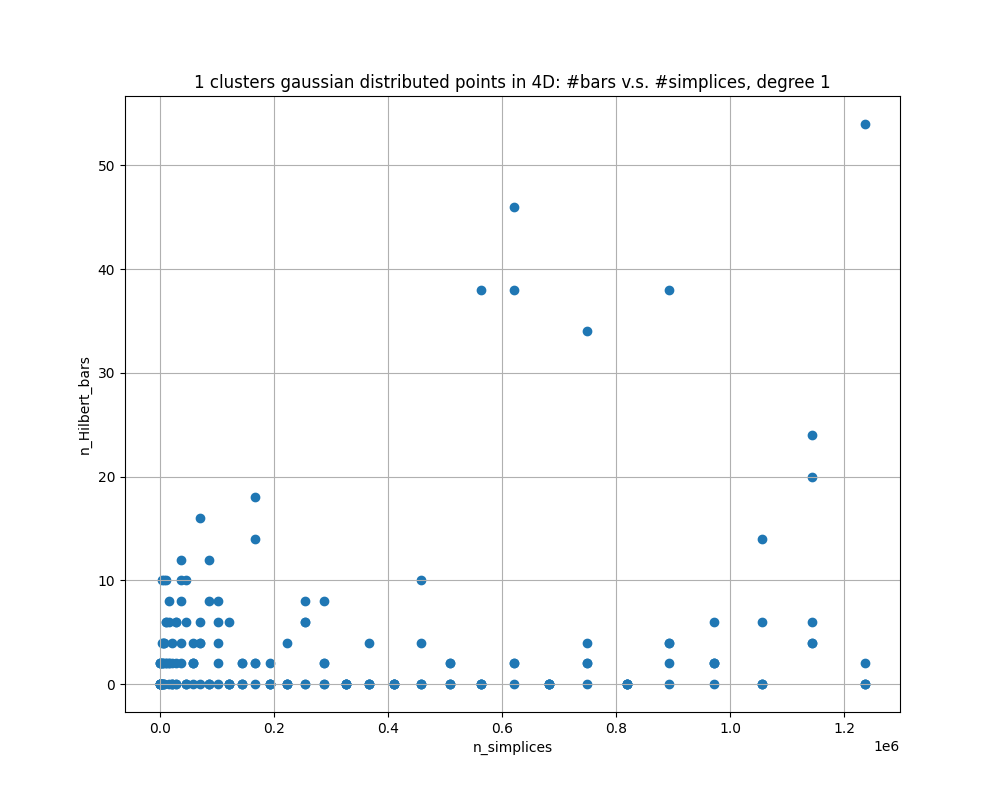 1 clusters gaussian distributed points in 4D: #bars v.s. #simplices, degree 1
n_Hilbert_bars
50
40
30
20
10
0
0.0 0.2 0.4 0.6 0.8 1.0 1.2
1e6
n_simplices